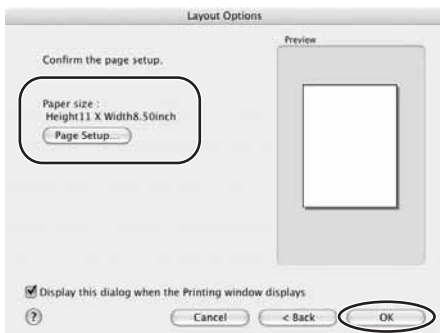 Layout Options
Preview
Confirm the page setup.
Paper size :
Height11 X Width8.50inch
Page Setup...
Display this dialog when the Printing window displays
?
Cancel
< Back
OK